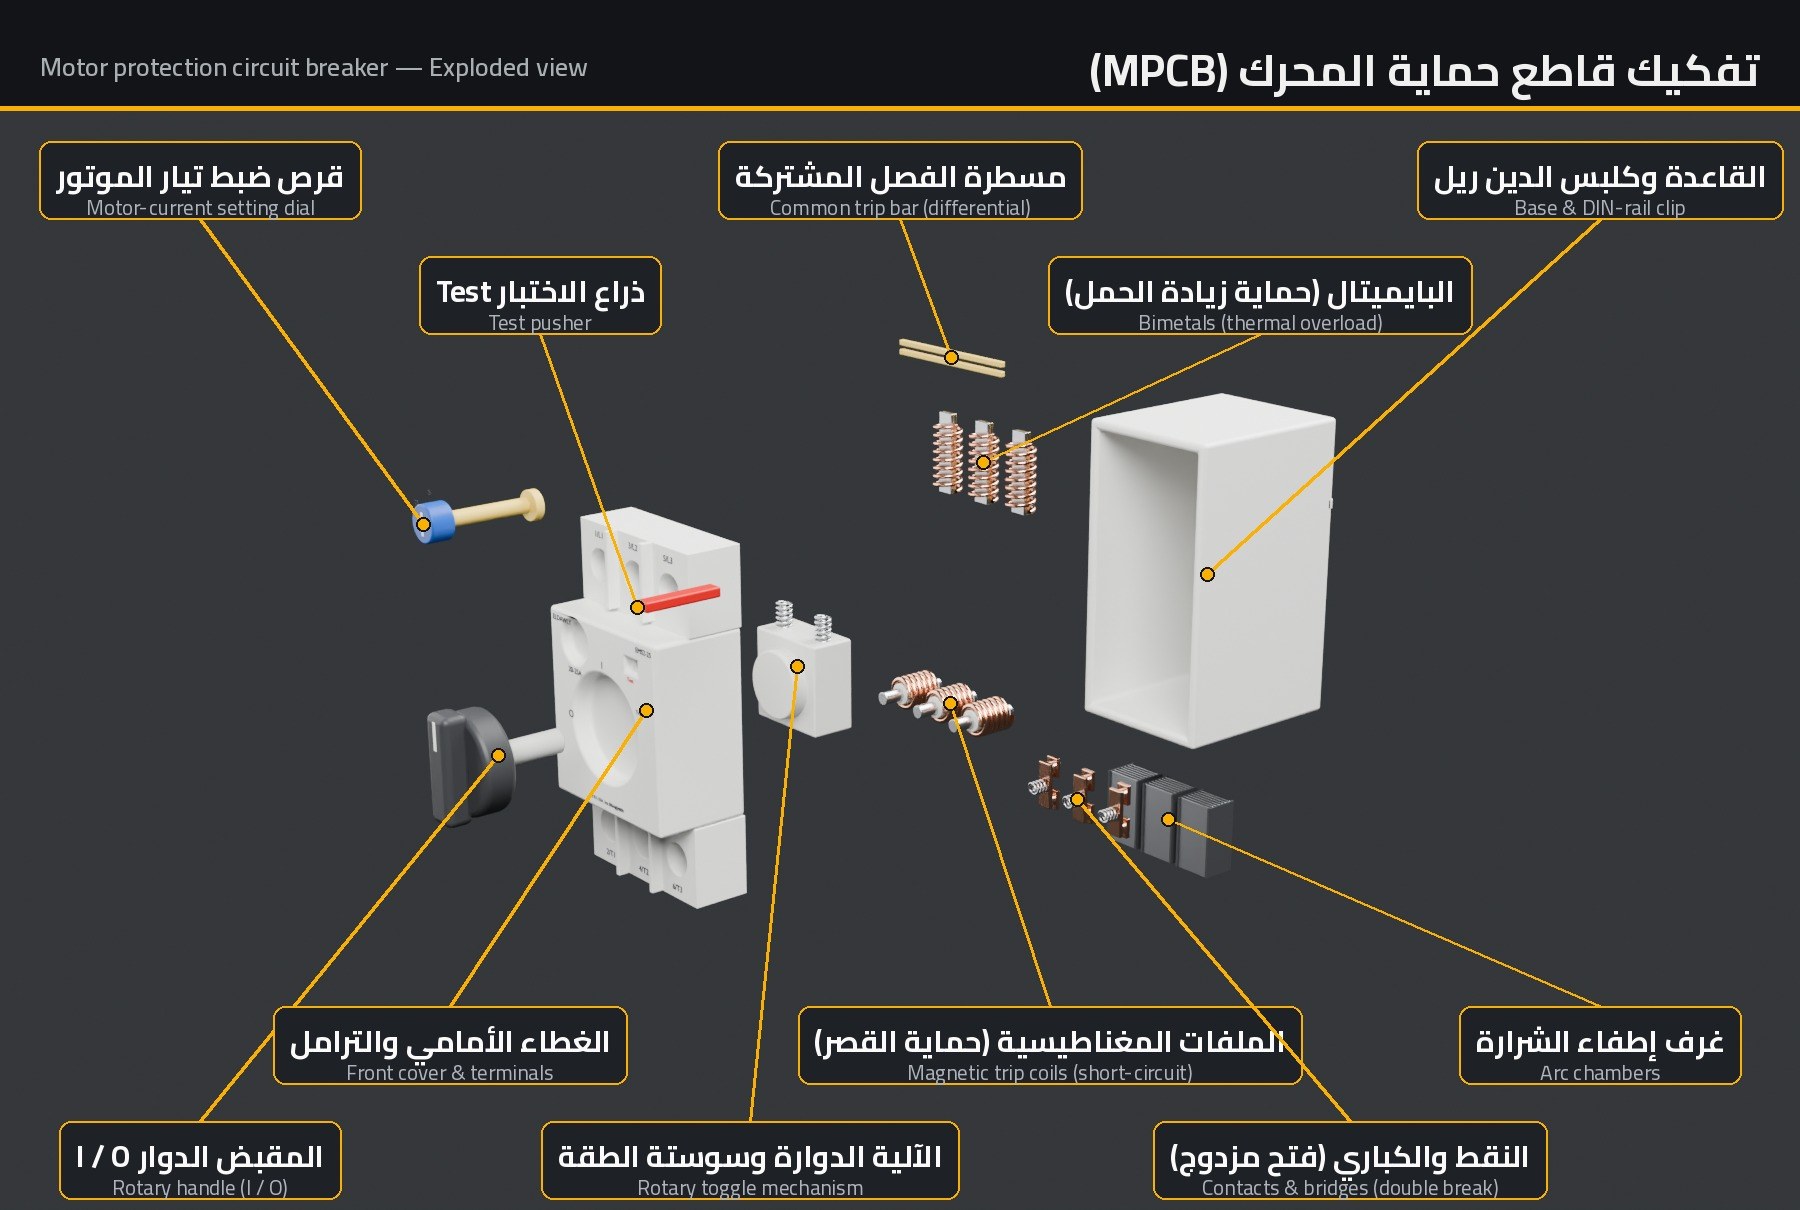 تفكيك قاطع حماية المحرك (MPCB)
Motor protection circuit breaker — Exploded view
القاعدة وكلبس الدين ريل
Base & DIN-rail clip
مسطرة الفصل المشتركة
Common trip bar (differential)
قرص ضبط تيار الموتور
Motor-current setting dial
البايميتال (حماية زيادة الحمل)
Bimetals (thermal overload)
ذراع الاختبار Test
Test pusher
غرف إطفاء الشرارة
Arc chambers
الملفات المغناطيسية (حماية القصر)
Magnetic trip coils (short-circuit)
الغطاء الأمامي والترامل
Front cover & terminals
النقط والكباري (فتح مزدوج)
Contacts & bridges (double break)
الآلية الدوارة وسوستة الطقة
Rotary toggle mechanism
المقبض الدوار I / O
Rotary handle (I / O)